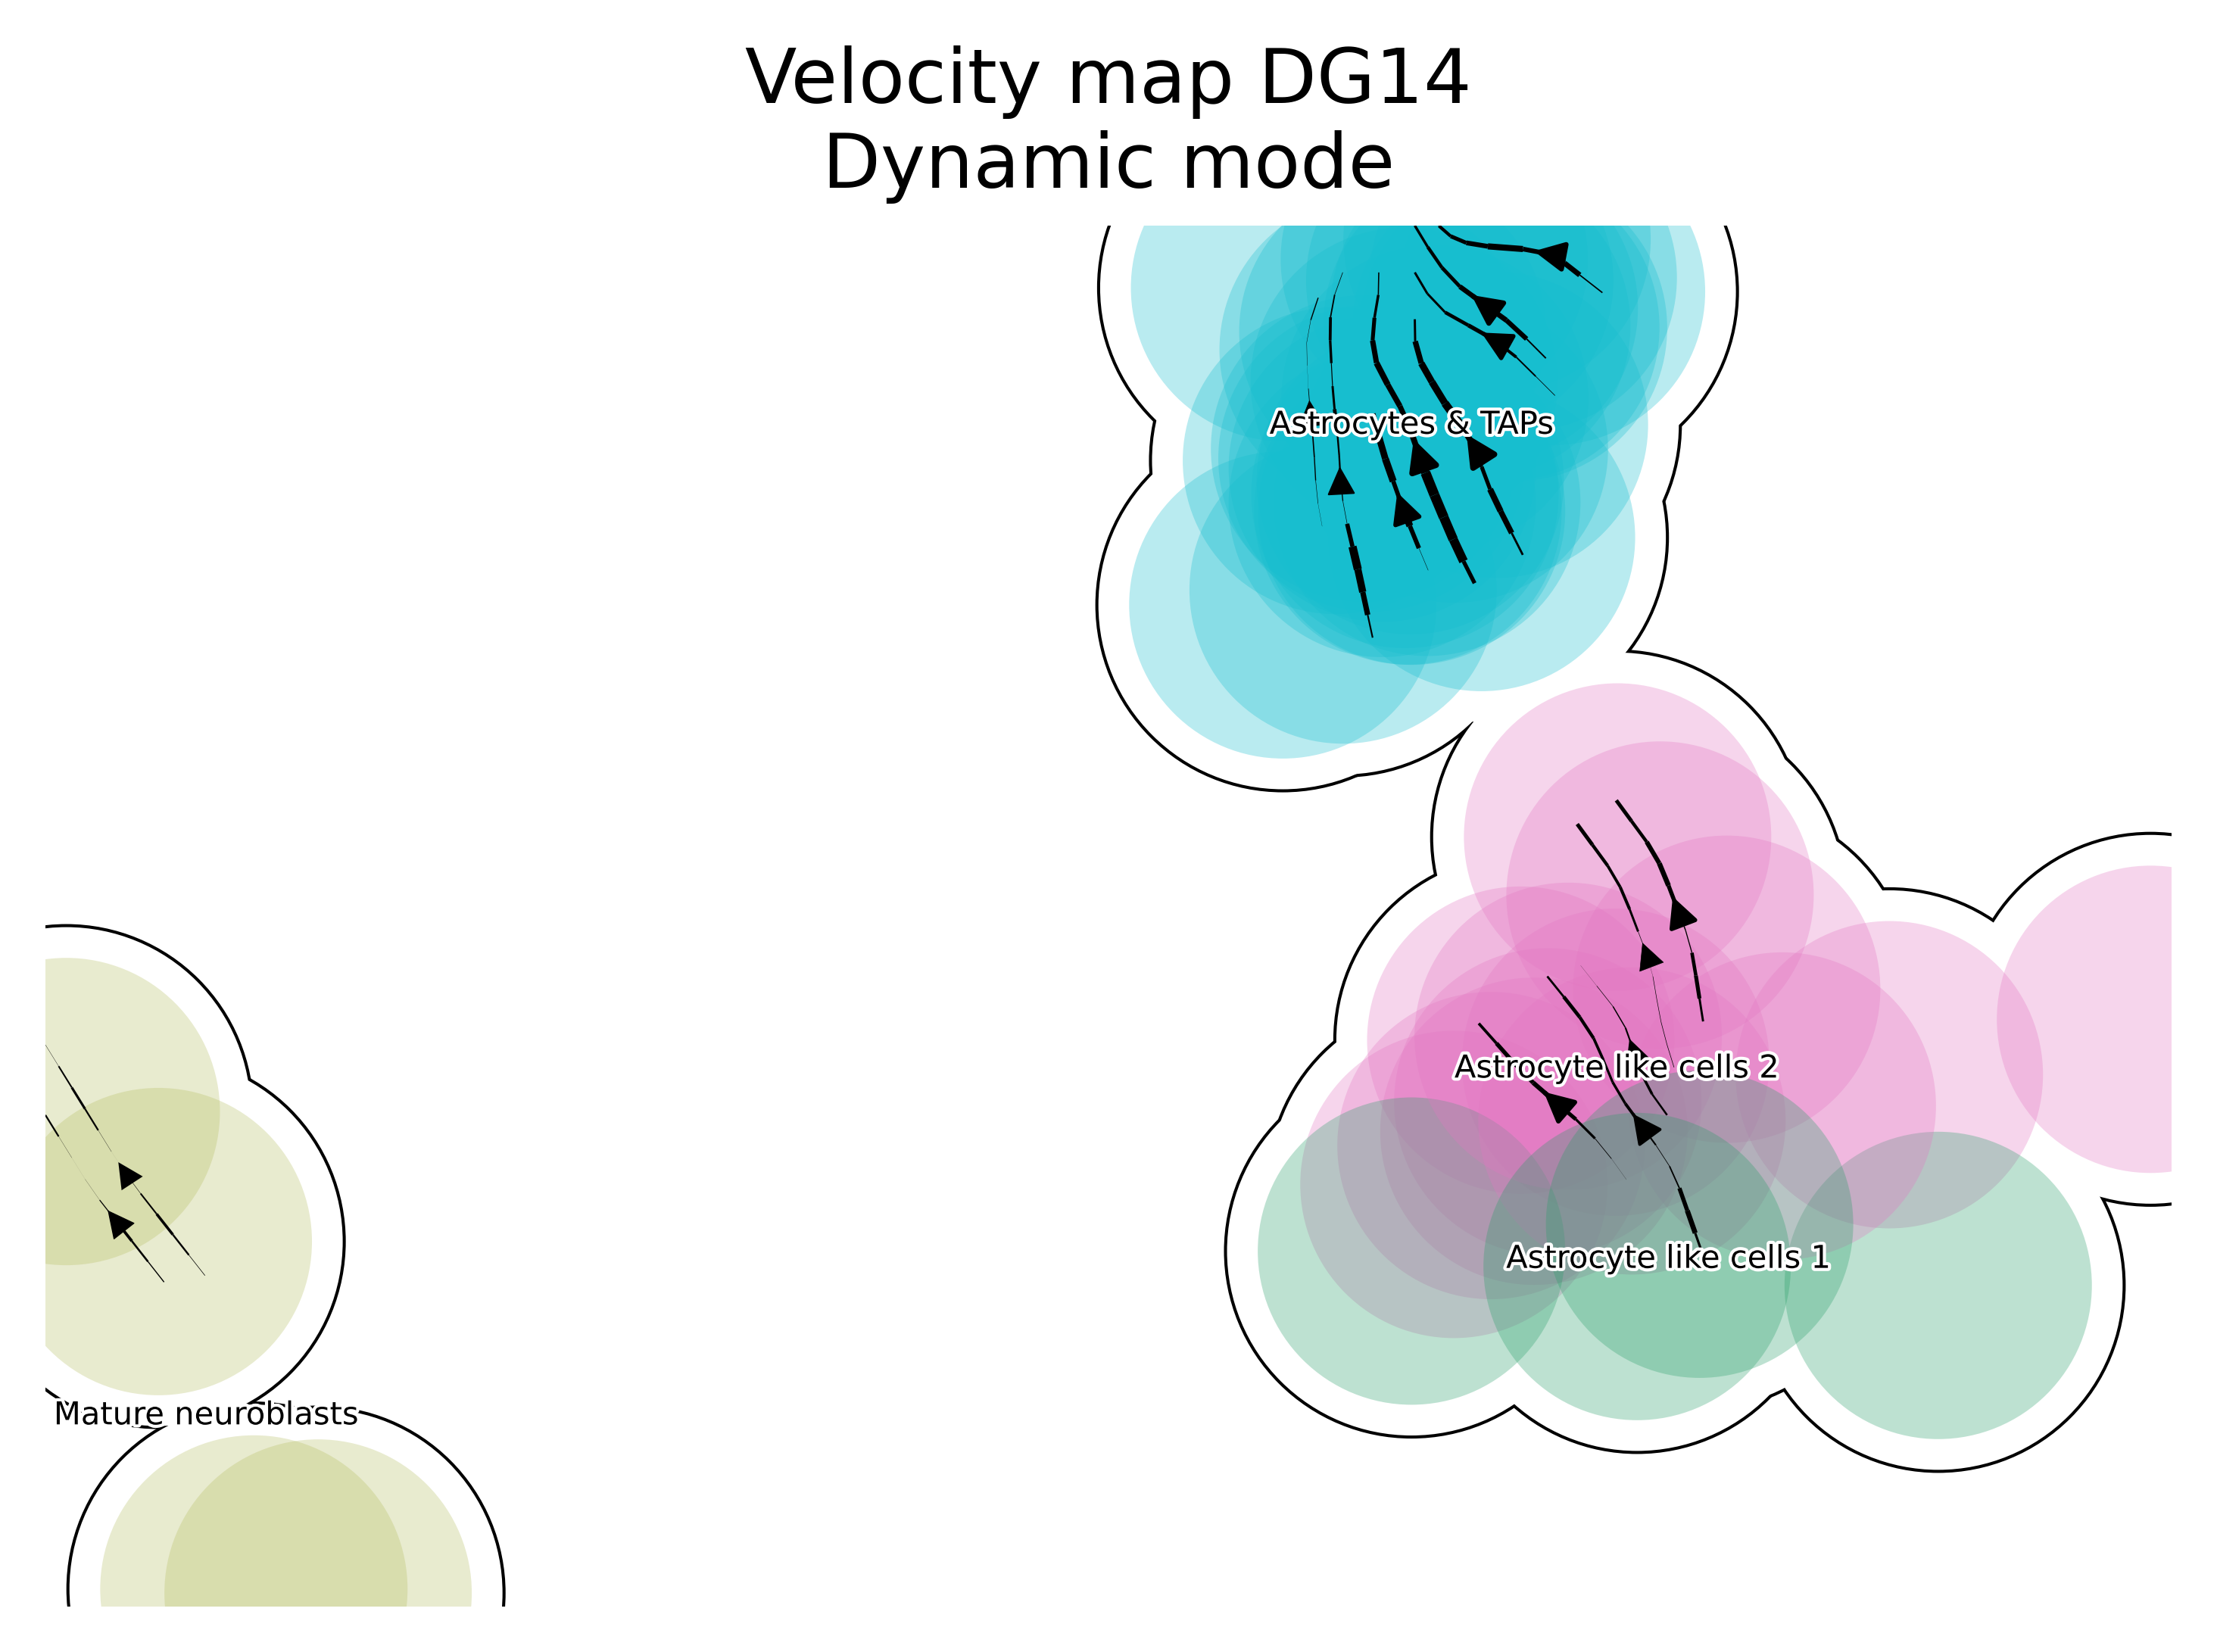 Velocity map DG14
Dynamic mode
Astrocytes & TAPs
Astrocyte like cells 2
Astrocyte like cells 1
Mature neuroblasts